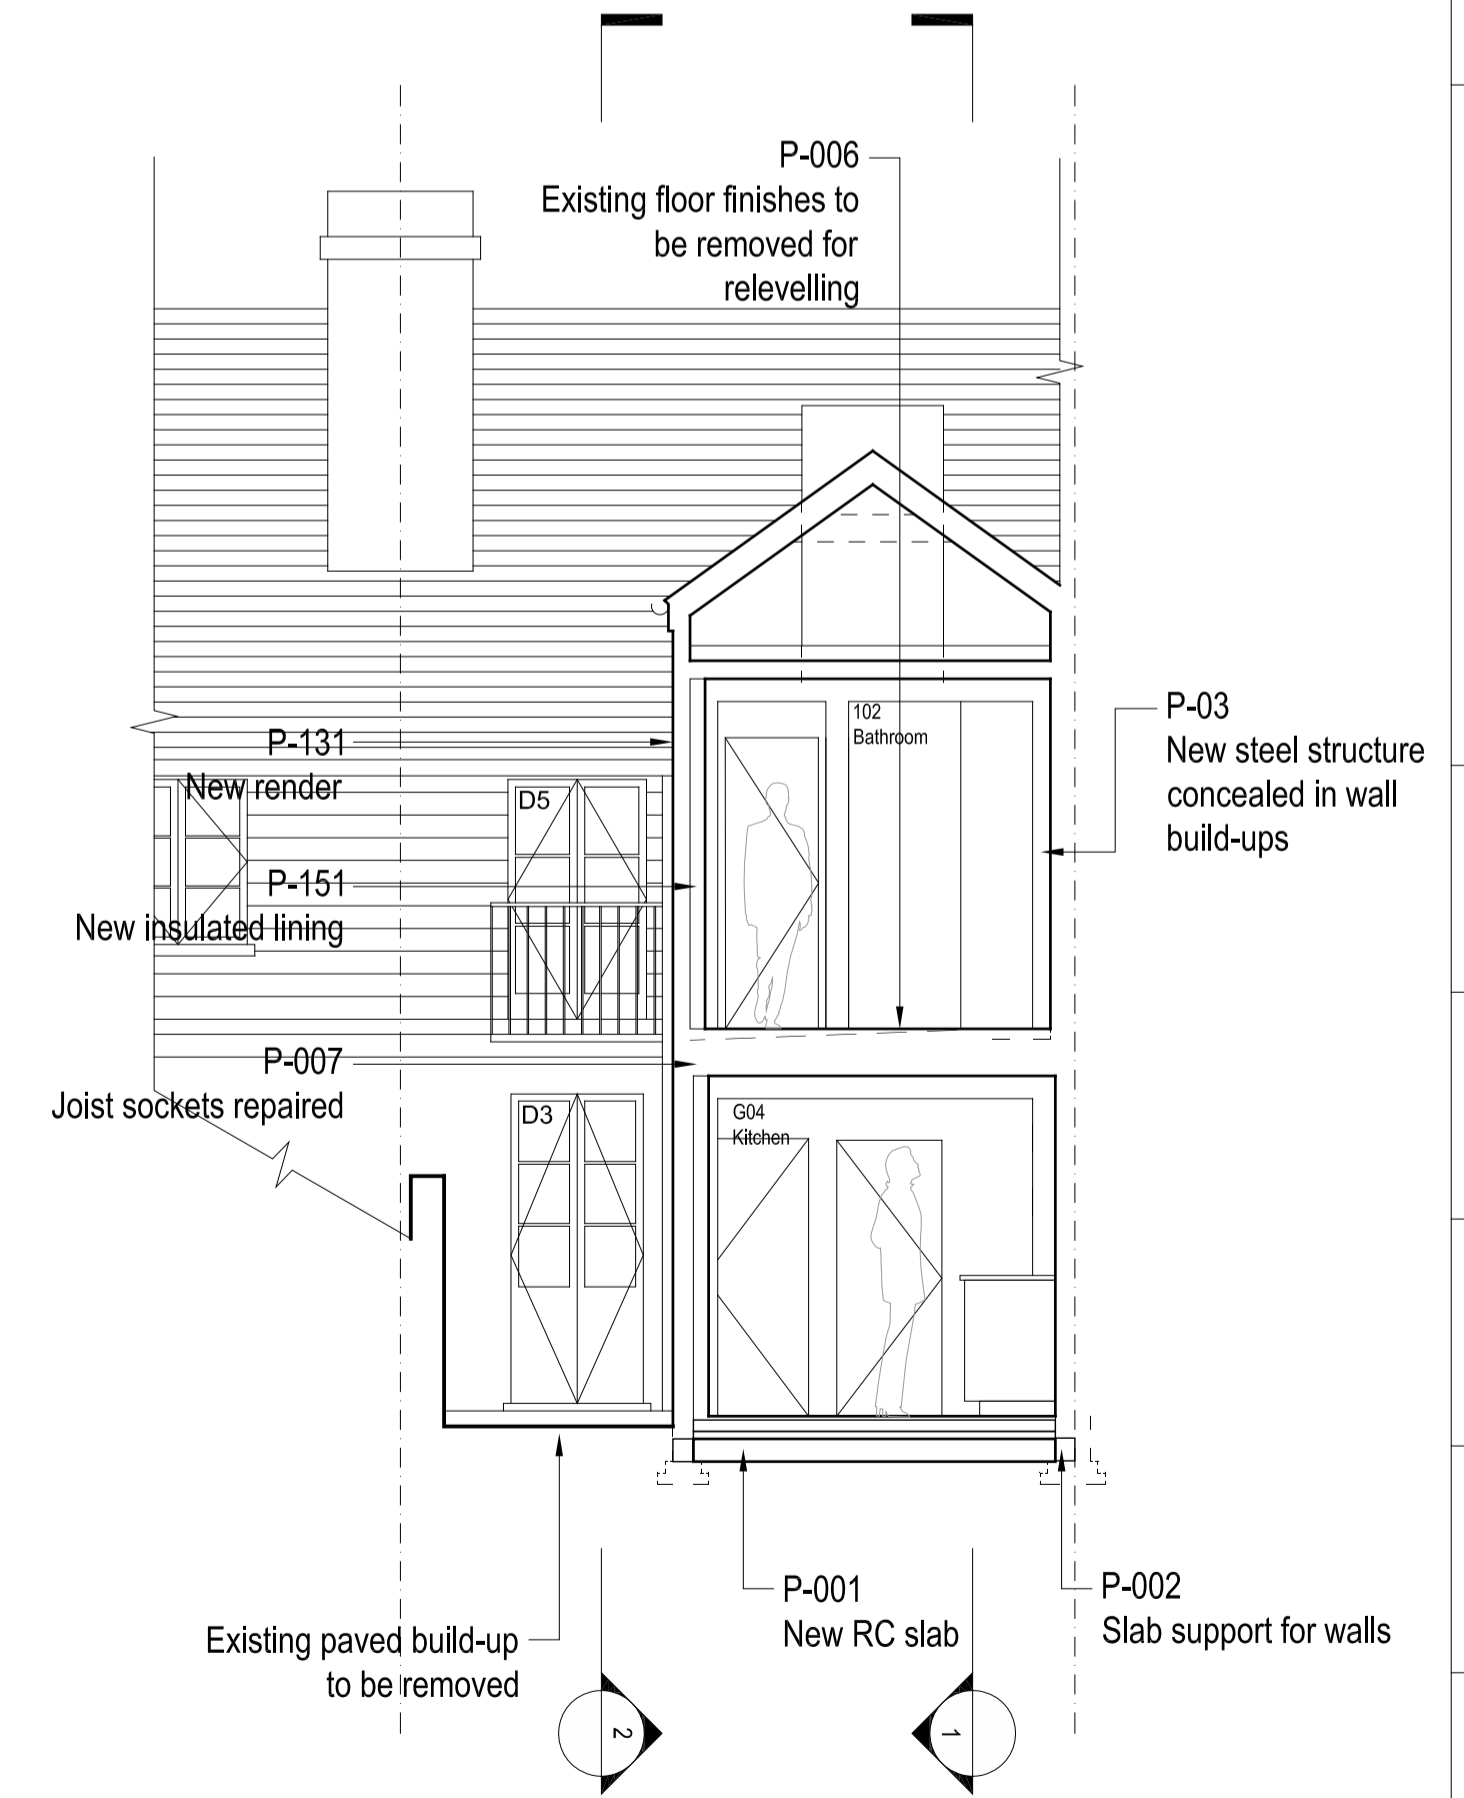 P-006
Existing floor finishes to
be removed for
relevelling
P-03
New steel structure
concealed in wall
build-ups
102
Bathroom
P-131
New render
D5
P-151
New insulated lining
P-007
Joist sockets repaired
D3
G04
Kitchen
P-001
New RC slab
P-002
Slab support for walls
Existing paved build-up
to be removed
2
1